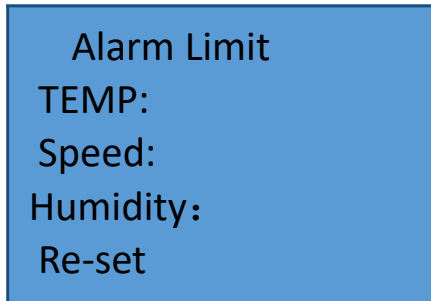 Alarm Limit
TEMP:
Speed:
Humidity：
Re-set